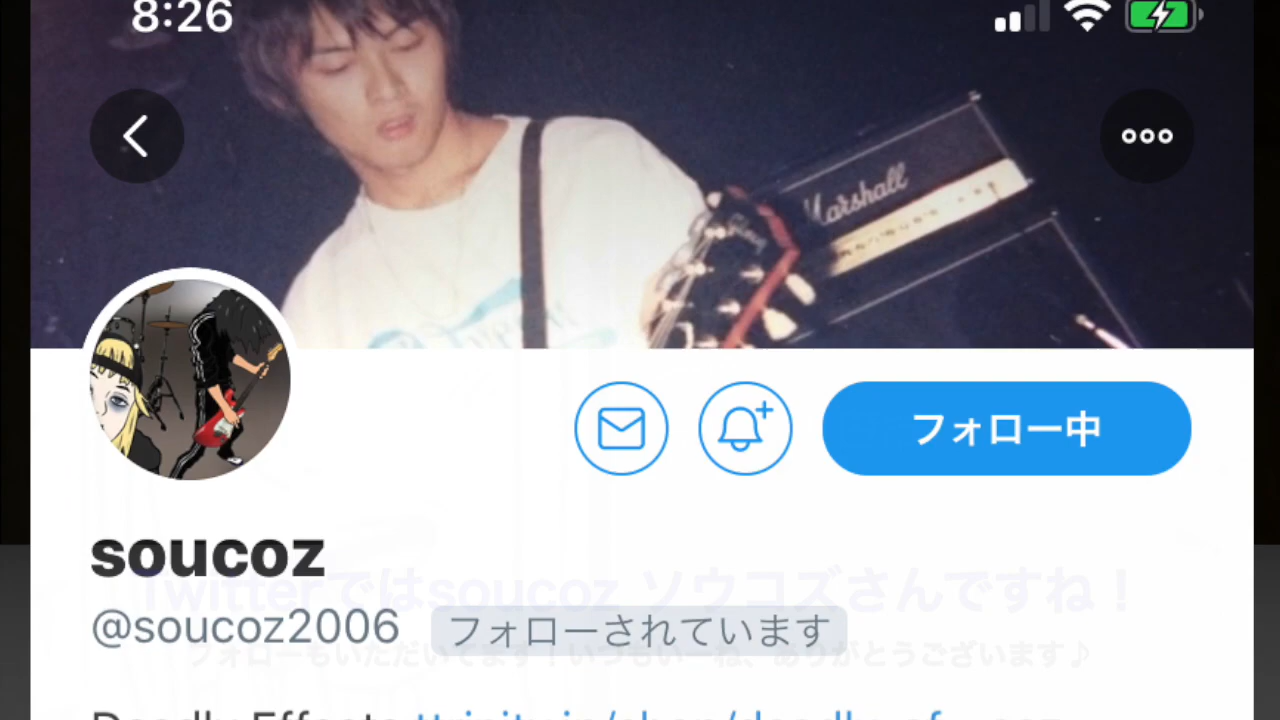 8:26
Marshall
フォロー中
soucoz
Twitterではsoucoz ソウコズさんですね！
@soucoz2006 フォローされています
フォローもいただいてます！いつもいーね、ありがとうございます♪
Deadly Effects